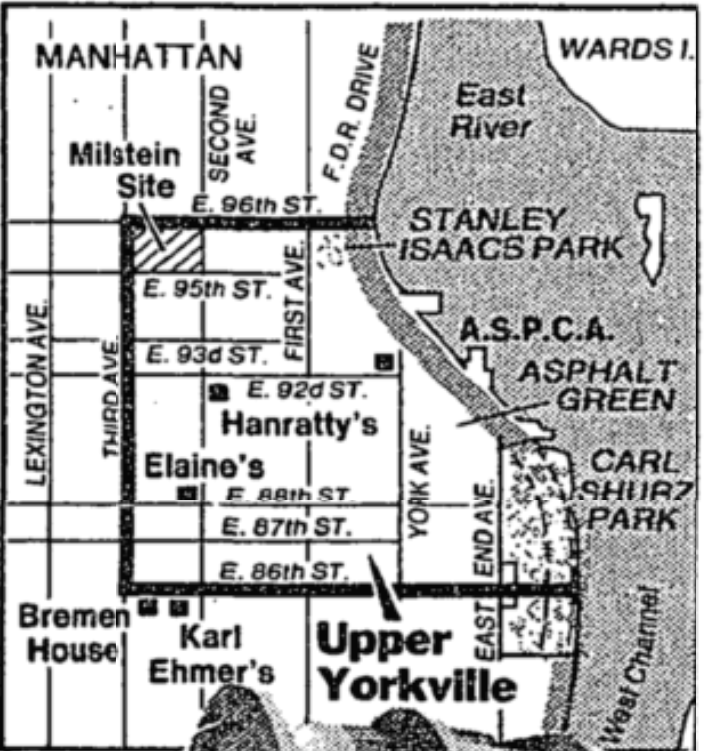 MANHATTAN
WARDS I.
East
River
F.D.R. DRIVE
SECOND
AVE.
Milstein
Site
E. 96th ST.
STANLEY
ISAACS PARK
E. 95th ST.
FIRST AVE.
A.S.P.C.A.
LEXINGTON AVE.
THIRD AVE.
E. 93d ST.
ASPHALT
GREEN
E. 92d ST.
Hanratty's
YORK AVE.
Elaine's
CARL
SHURZ
PARK
E. 88th ST.
E. 87th ST.
EAST END AVE.
E. 86th ST.
Bremen
House
Karl
Ehmer's
Upper
Yorkville
West Channel